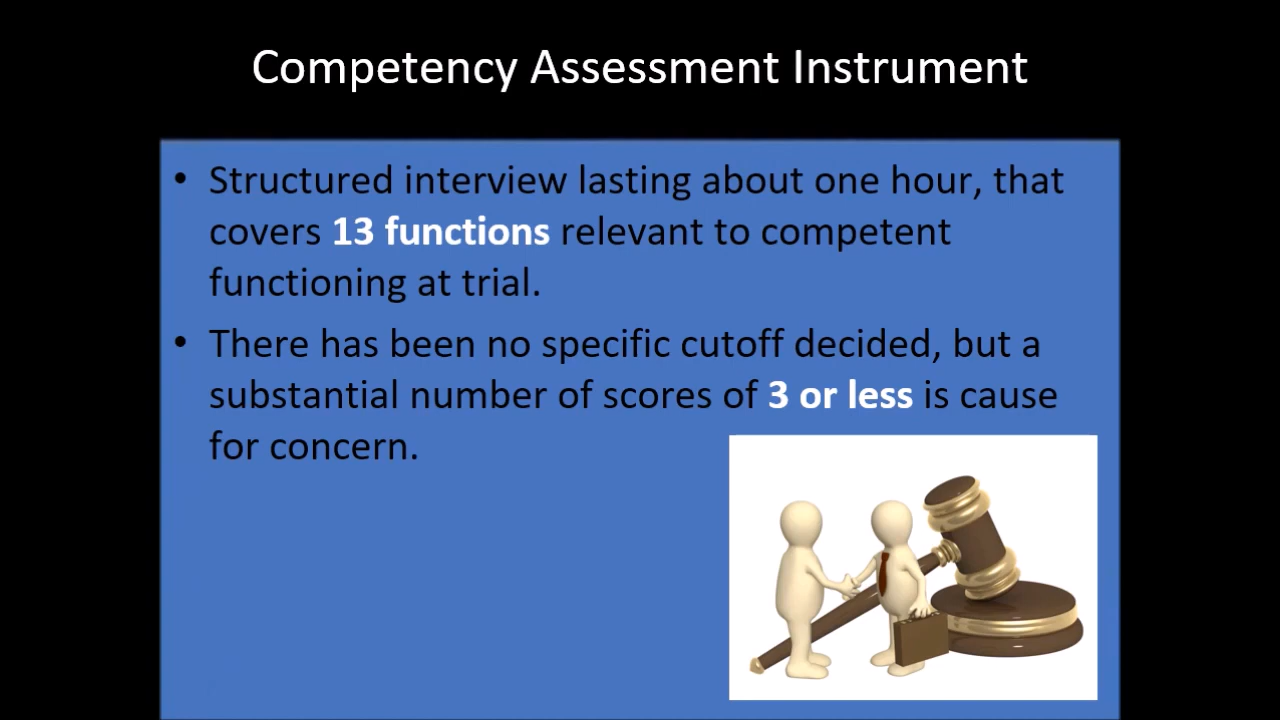 Competency Assessment Instrument
• Structured interview lasting about one hour, that
covers 13 functions relevant to competent
functioning at trial.
• There has been no specific cutoff decided, but a
substantial number of scores of 3 or less is cause
for concern.